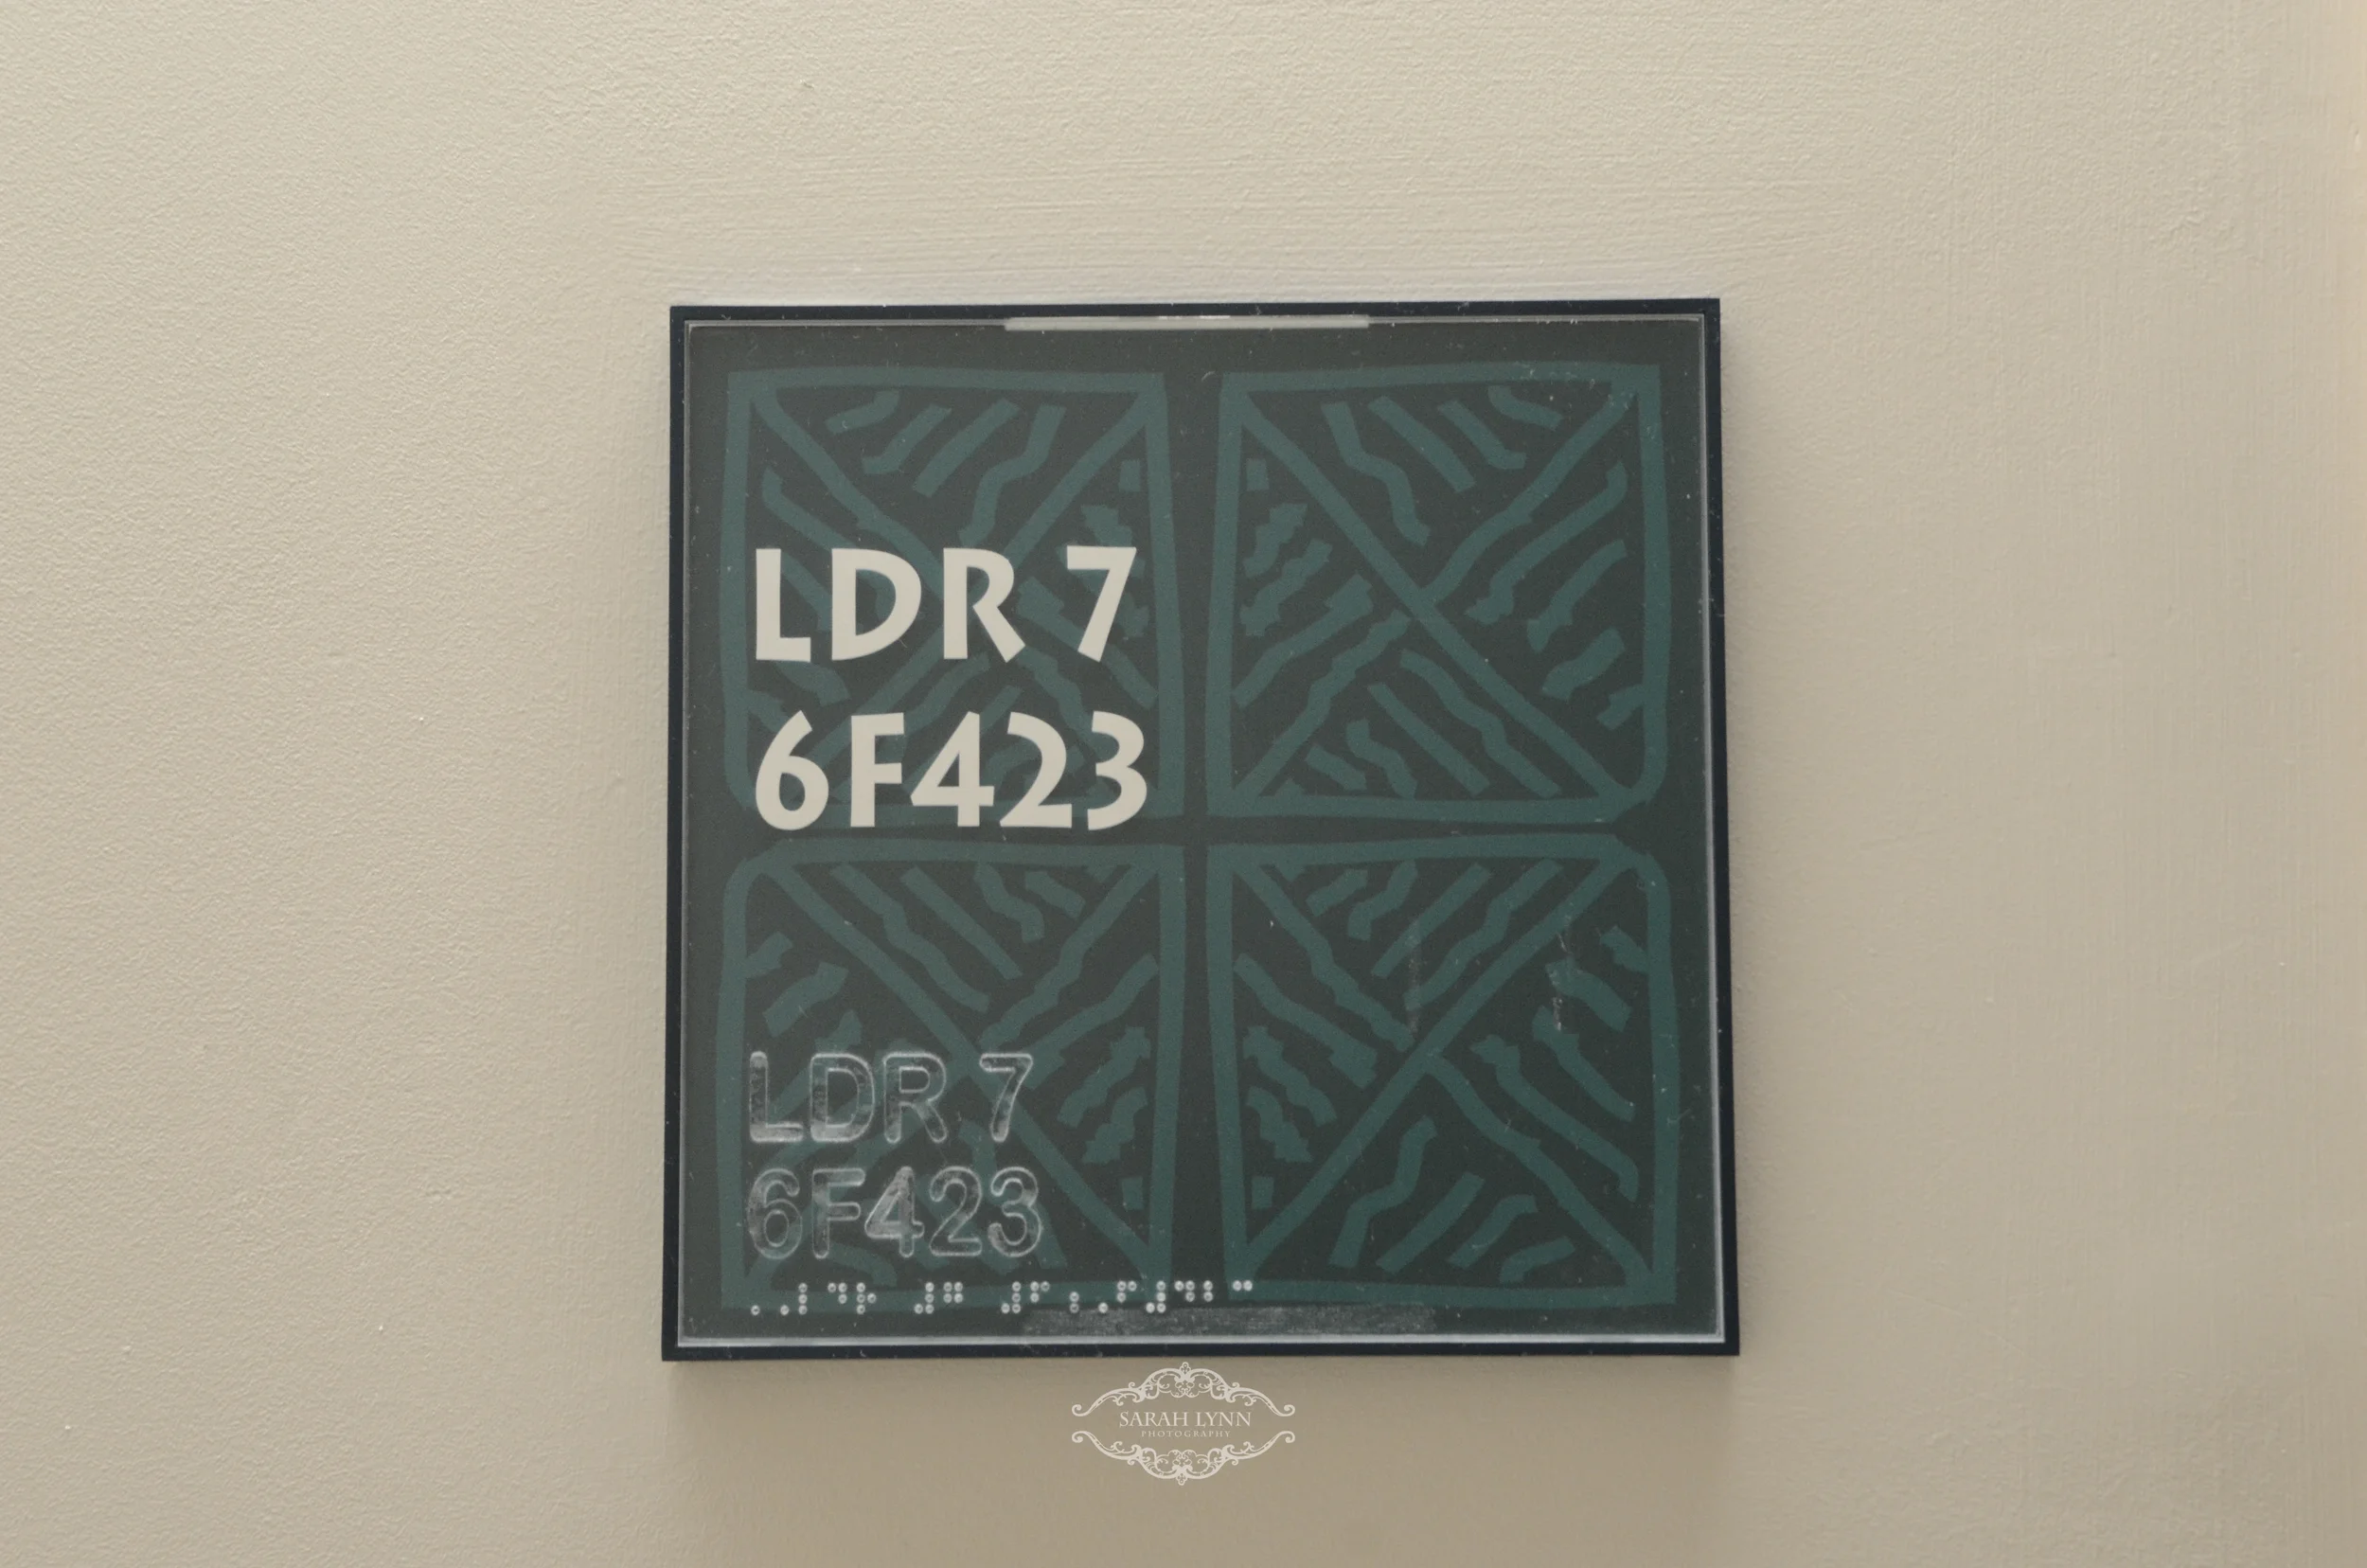 LDR 7
6F423
LDR 7
6F423
SARAH LYNN
PHOTOGRAPHY